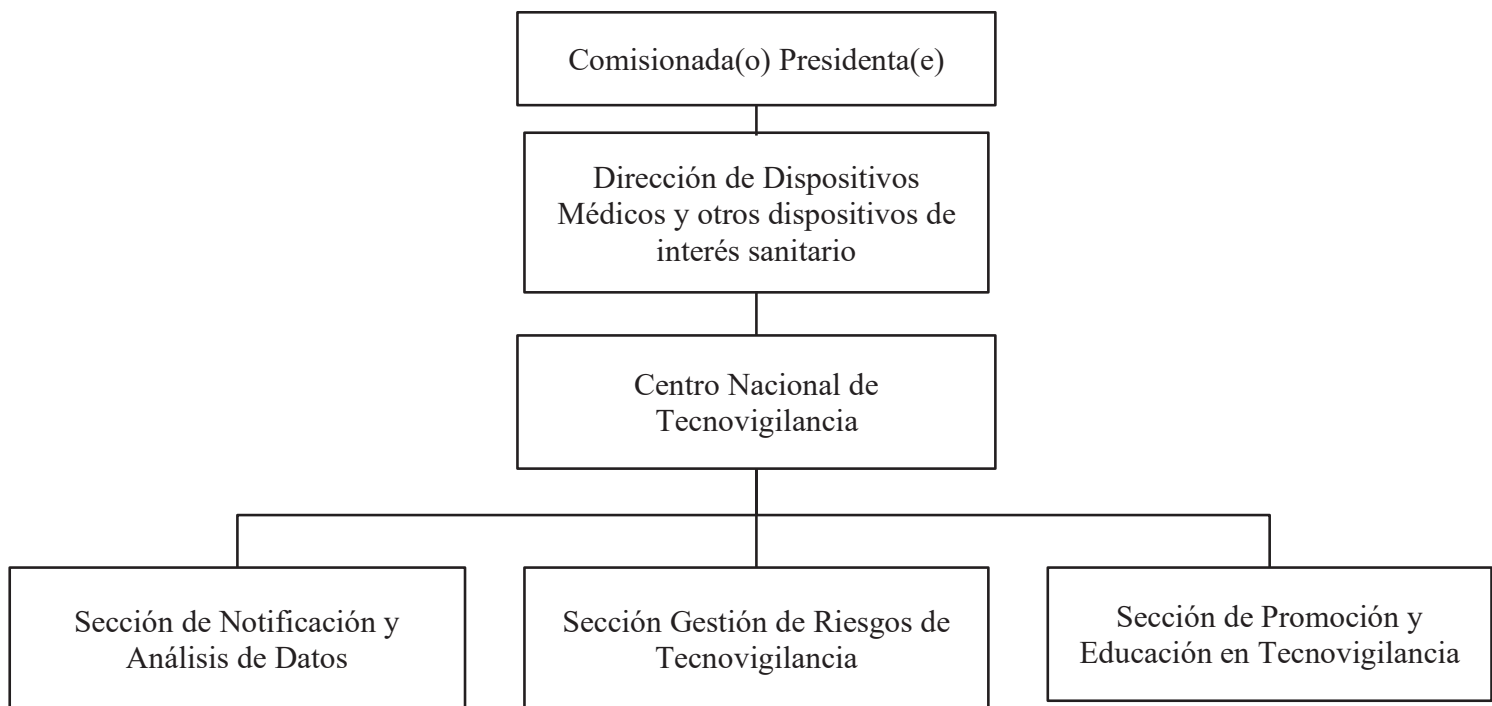 Comisionada(o) Presidenta(e)
Dirección de Dispositivos
Médicos y otros dispositivos de
interés sanitario
Centro Nacional de
Tecnovigilancia
Sección de Notificación y
Análisis de Datos
Sección Gestión de Riesgos de
Tecnovigilancia
Sección de Promoción y
Educación en Tecnovigilancia